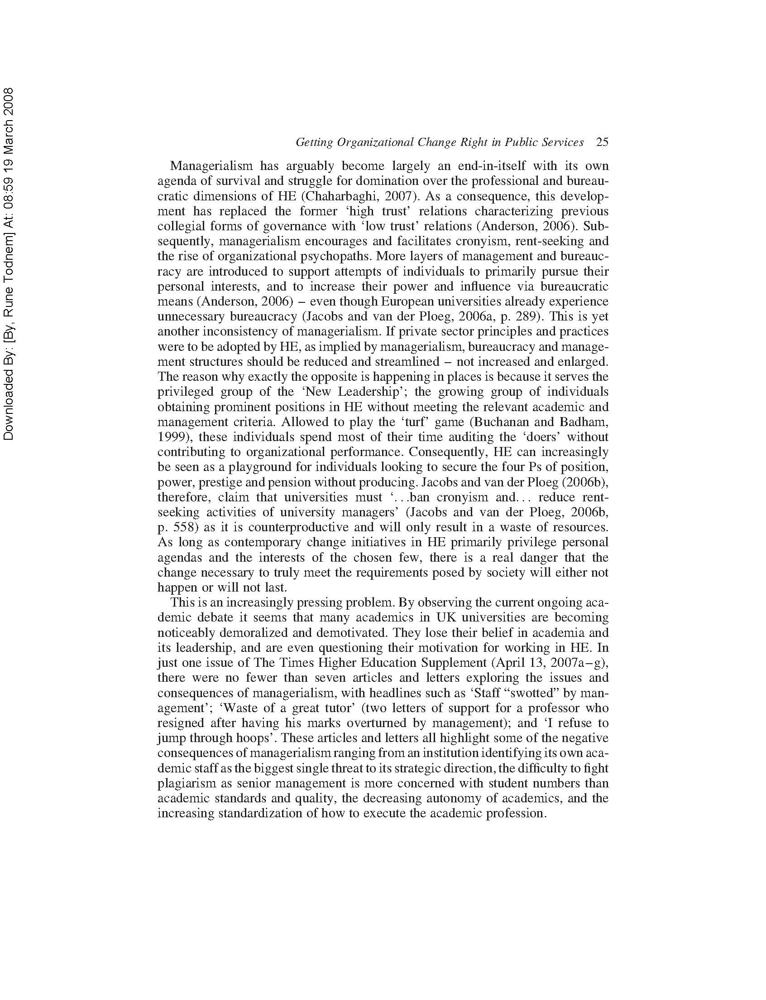 Downloaded By: [By, Rune Todnem] At: 08:59 19 March 2008
Getting Organizational Change Right in Public Services 25
Managerialism has arguably become largely an end-in-itself with its own
agenda of survival and struggle for domination over the professional and bureau-
cratic dimensions of HE (Chaharbaghi, 2007). As a consequence, this develop-
ment has replaced the former ‘high trust’ relations characterizing previous
collegial forms of governance with ‘low trust’ relations (Anderson, 2006). Sub-
sequently, managerialism encourages and facilitates cronyism, rent-seeking and
the rise of organizational psychopaths. More layers of management and bureauc-
racy are introduced to support attempts of individuals to primarily pursue their
personal interests, and to increase their power and influence via bureaucratic
means (Anderson, 2006) – even though European universities already experience
unnecessary bureaucracy (Jacobs and van der Ploeg, 2006a, p. 289). This is yet
another inconsistency of managerialism. If private sector principles and practices
were to be adopted by HE, as implied by managerialism, bureaucracy and manage-
ment structures should be reduced and streamlined – not increased and enlarged.
The reason why exactly the opposite is happening in places is because it serves the
privileged group of the ‘New Leadership’; the growing group of individuals
obtaining prominent positions in HE without meeting the relevant academic and
management criteria. Allowed to play the ‘turf’ game (Buchanan and Badham,
1999), these individuals spend most of their time auditing the ‘doers’ without
contributing to organizational performance. Consequently, HE can increasingly
be seen as a playground for individuals looking to secure the four Ps of position,
power, prestige and pension without producing. Jacobs and van der Ploeg (2006b),
therefore, claim that universities must ‘...ban cronyism and... reduce rent-
seeking activities of university managers’ (Jacobs and van der Ploeg, 2006b,
p. 558) as it is counterproductive and will only result in a waste of resources.
As long as contemporary change initiatives in HE primarily privilege personal
agendas and the interests of the chosen few, there is a real danger that the
change necessary to truly meet the requirements posed by society will either not
happen or will not last.
This is an increasingly pressing problem. By observing the current ongoing aca-
demic debate it seems that many academics in UK universities are becoming
noticeably demoralized and demotivated. They lose their belief in academia and
its leadership, and are even questioning their motivation for working in HE. In
just one issue of The Times Higher Education Supplement (April 13, 2007a–g),
there were no fewer than seven articles and letters exploring the issues and
consequences of managerialism, with headlines such as ‘Staff “swotted” by man-
agement’; ‘Waste of a great tutor’ (two letters of support for a professor who
resigned after having his marks overturned by management); and ‘I refuse to
jump through hoops’. These articles and letters all highlight some of the negative
consequences of managerialism ranging from an institution identifying its own aca-
demic staff as the biggest single threat to its strategic direction, the difficulty to fight
plagiarism as senior management is more concerned with student numbers than
academic standards and quality, the decreasing autonomy of academics, and the
increasing standardization of how to execute the academic profession.